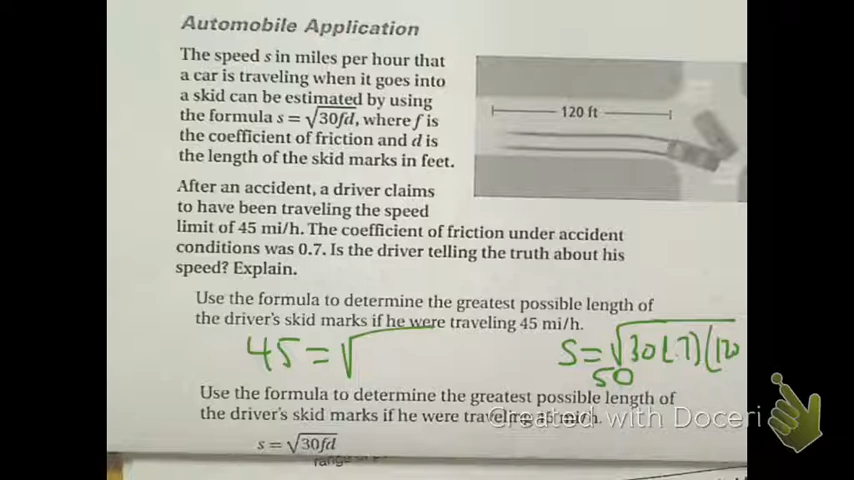 Automobile Application
The speed s in miles per hour that
a car is traveling when it goes into
a skid can be estimated by using
the formula s = √30fd, where f is
the coefficient of friction and d is
the length of the skid marks in feet.
120 ft
After an accident, a driver claims
to have been traveling the speed
limit of 45 mi/h. The coefficient of friction under accident
conditions was 0.7. Is the driver telling the truth about his
speed? Explain.
Use the formula to determine the greatest possible length of
the driver's skid marks if he were traveling 45 mi/h.
45 = √
S = √30(.7)(120
50
Use the formula to determine the greatest possible length of
the driver's skid marks if he were traveling 45 mi/h.
Created with Doceri
s = √30fd